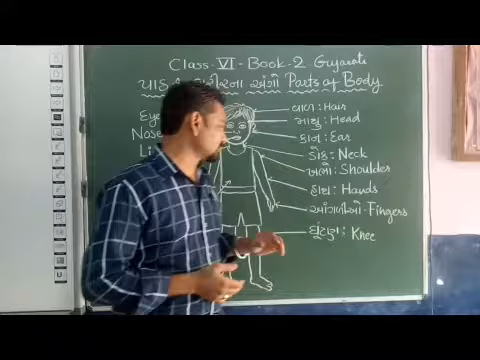 Class-VI-Book-2 Gujarati
પાઠ અંગો Parts of Body
Eye
Nose
વાળ : Hair
માથુ : Head
કાન : Ear
ડોક : Neck
ખભો : Shoulder
હાથ : Hands
આંગળીઓ - Fingers
ઘૂંટણ : Knee